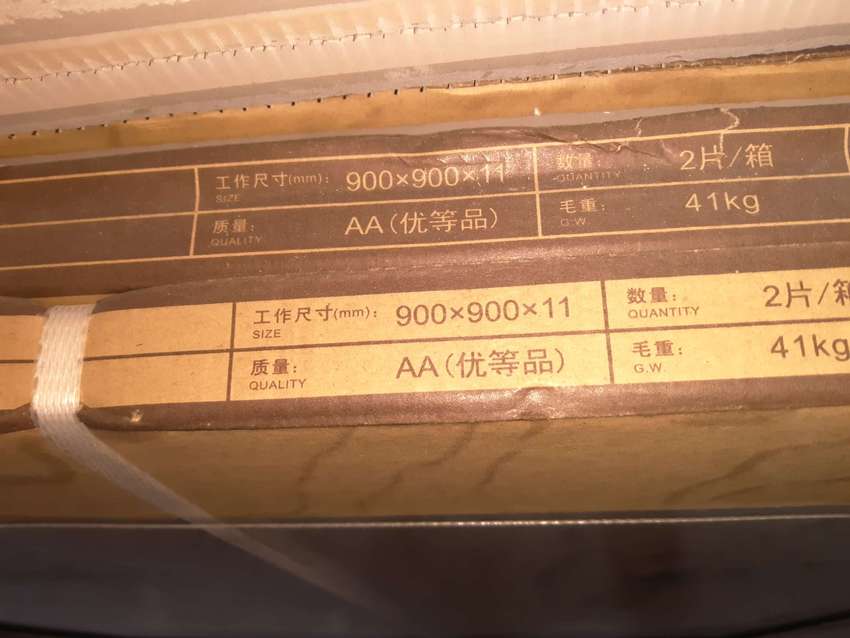 工作尺寸(mm): 900×900×11 数量: 2片/箱
SIZE QUANTITY
质量: AA(优等品) 毛重: 41kg
QUALITY G.W.
工作尺寸(mm): 900×900×11 数量: 2片/箱
SIZE QUANTITY
质量: AA(优等品) 毛重: 41kg
QUALITY G.W.